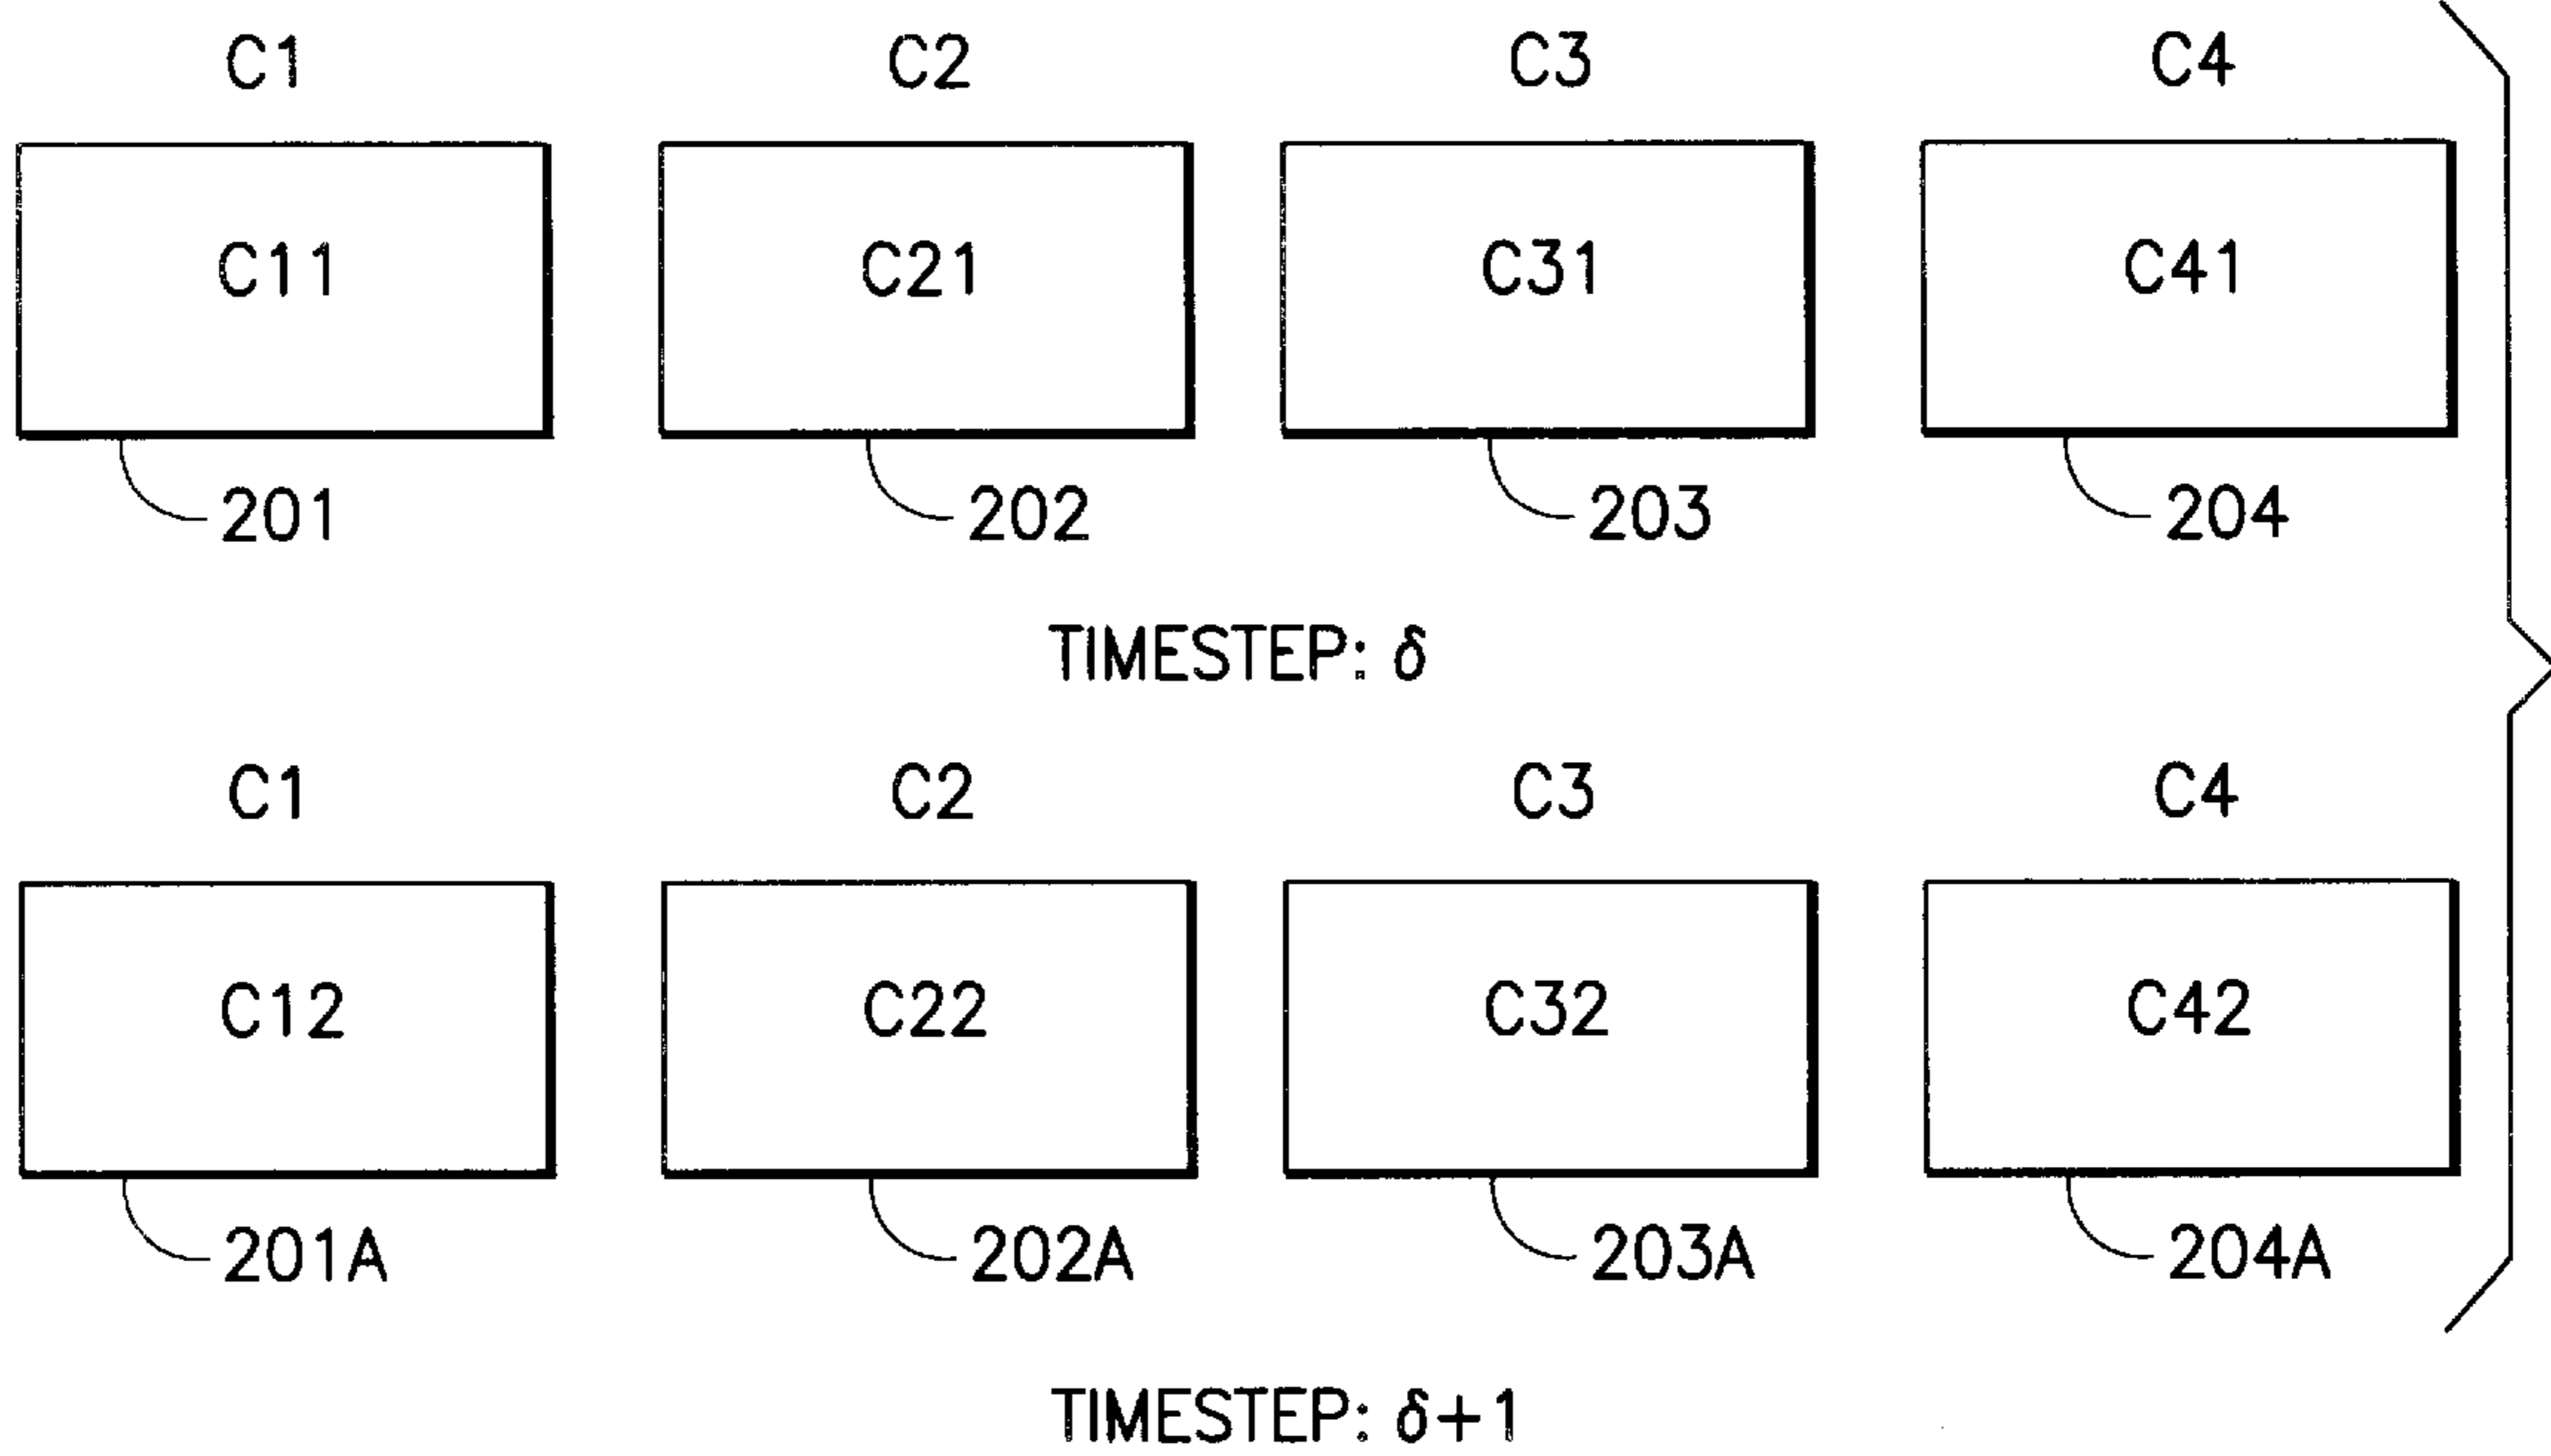 C1 C2 C3 C4
C11 C21 C31 C41
201 202 203 204
TIMESTEP: δ
C1 C2 C3 C4
C12 C22 C32 C42
201A 202A 203A 204A
TIMESTEP: δ+1